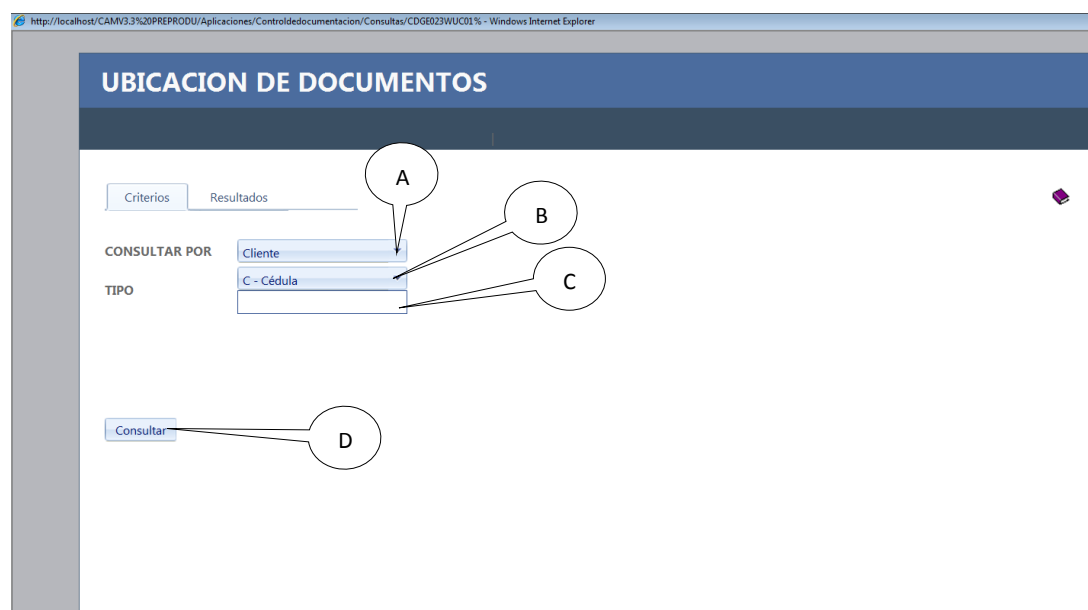 http://localhost/CAMV3.3%20PREPRODU/Aplicaciones/Controldedocumentacion/Consultas/CDGE023WUC01% - Windows Internet Explorer
UBICACION DE DOCUMENTOS
A
Criterios Resultados
B
CONSULTAR POR Cliente
C - Cédula
C
TIPO
Consultar
D